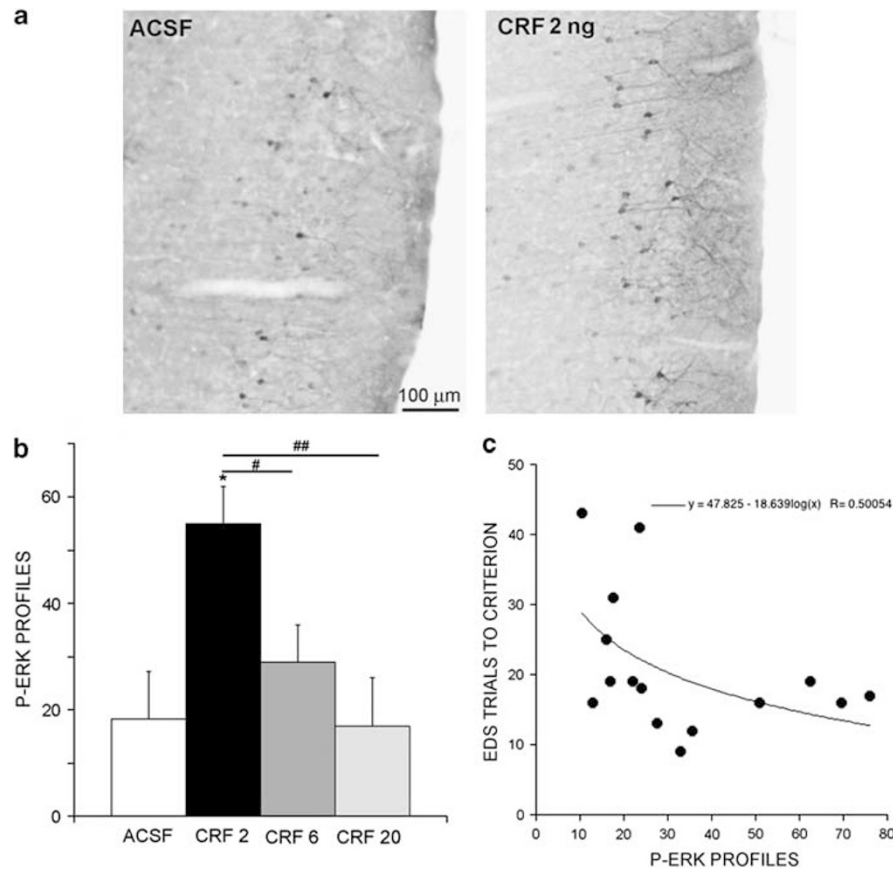 a
ACSF
CRF 2 ng
100 µm
b
P-ERK PROFILES
60
40
20
0
##
#
*
ACSF CRF 2 CRF 6 CRF 20
c
EDS TRIALS TO CRITERION
50
40
30
20
10
0
y = 47.825 - 18.639log(x) R= 0.50054
0 10 20 30 40 50 60 70 80
P-ERK PROFILES